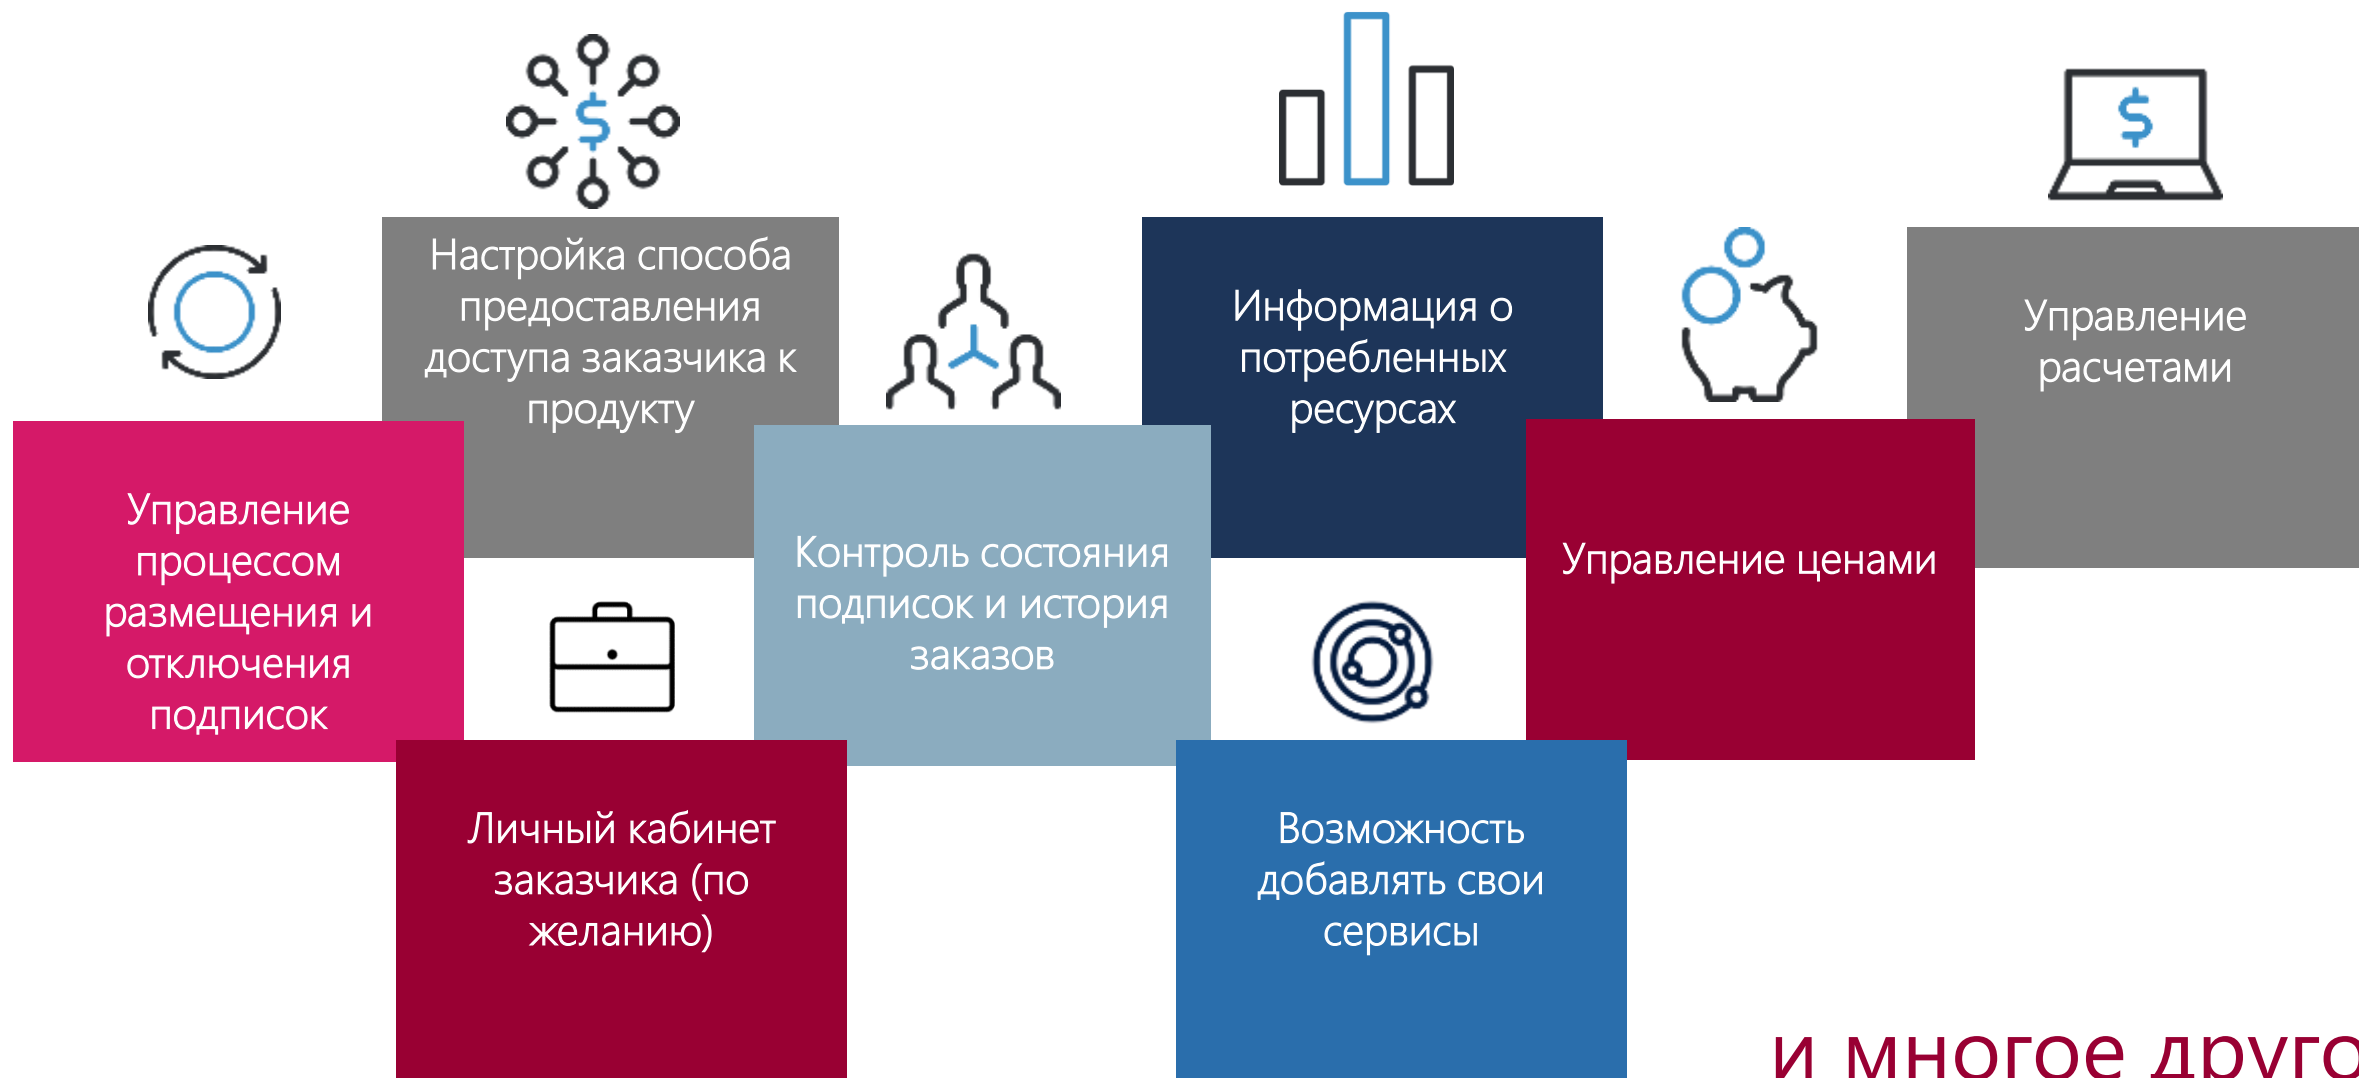 Настройка способа
предоставления
доступа заказчика к
продукту
Информация о
потребленных
ресурсах
Управление
расчетами
Управление
процессом
размещения и
отключения
подписок
Контроль состояния
подписок и история
заказов
Управление ценами
Личный кабинет
заказчика (по
желанию)
Возможность
добавлять свои
сервисы
и многое